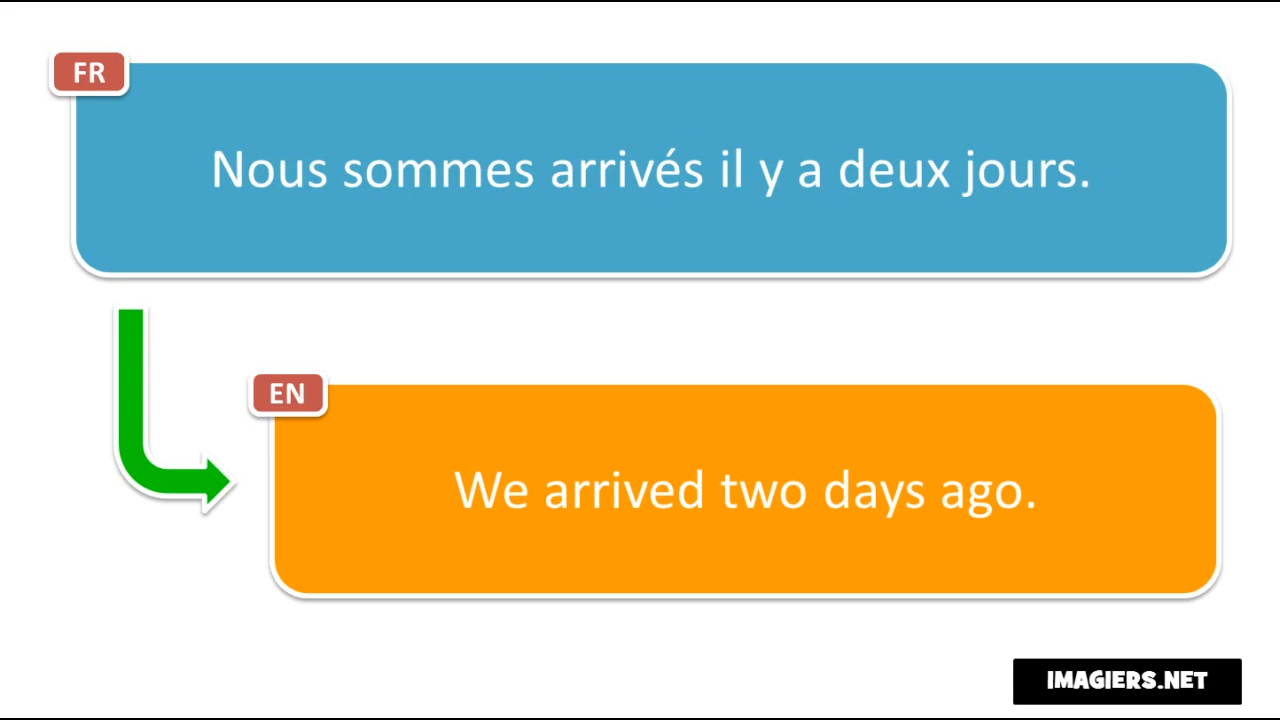 FR
Nous sommes arrivés il y a deux jours.
EN
We arrived two days ago.
IMAGIERS.NET